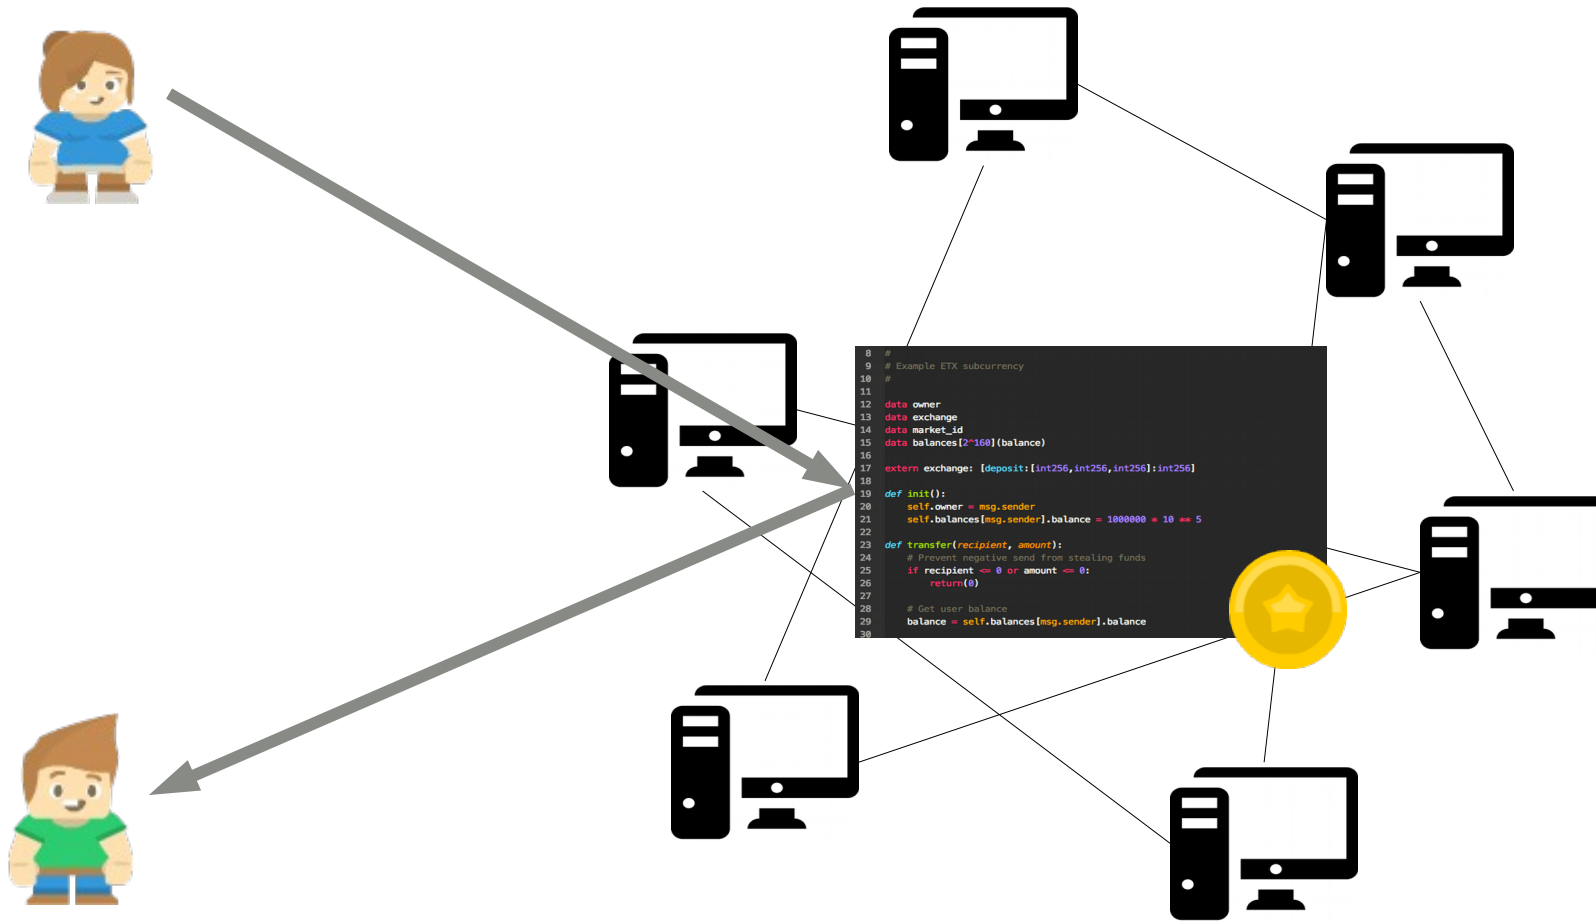 8 #
9 # Example ETX subcurrency
10 #
11
12 data owner
13 data exchange
14 data market_id
15 data balances[2^160](balance)
16
17 extern exchange: [deposit:[int256,int256,int256]:int256]
18
19 def init():
20 self.owner = msg.sender
21 self.balances[msg.sender].balance = 1000000 * 10 ** 5
22
23 def transfer(recipient, amount):
24 # Prevent negative send from stealing funds
25 if recipient <= 0 or amount <= 0:
26 return(0)
27
28 # Get user balance
29 balance = self.balances[msg.sender].balance
30